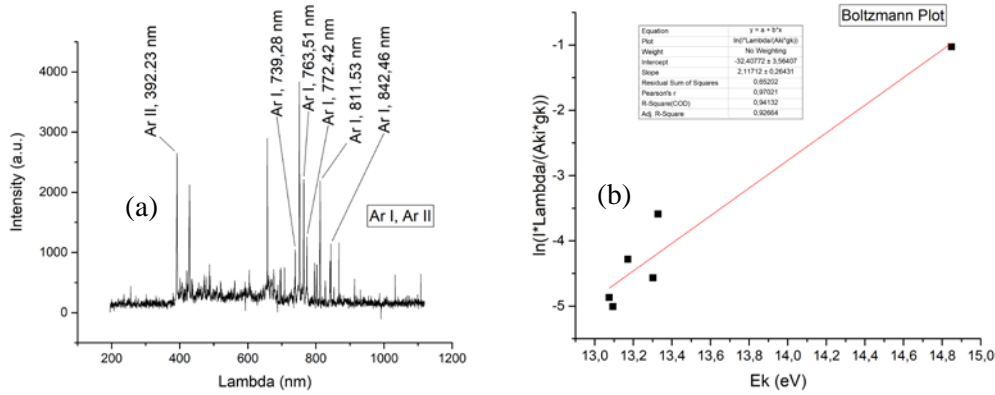 (a)
4000
3000
2000
1000
0
Intensity (a.u.)
Ar II, 392.23 nm
Ar I, 739,28 nm
Ar I, 763,51 nm
Ar I, 772.42 nm
Ar I, 811.53 nm
Ar I, 842,46 nm
Ar I, Ar II
200 400 600 800 1000 1200
Lambda (nm)
Boltzmann Plot
Equation y = a + b*x
Plot ln(I*Lambda/(Aki*gk))
Weight No Weighting
Intercept -32,40772 ± 3,56407
Slope 2,11712 ± 0,26431
Residual Sum of Squares 0,65202
Pearson's r 0,97021
R-Square(COD) 0,94132
Adj. R-Square 0,92664
(b)
-1
-2
-3
-4
-5
ln(I*Lambda/(Aki*gk))
13,0 13,2 13,4 13,6 13,8 14,0 14,2 14,4 14,6 14,8 15,0
Ek (eV)